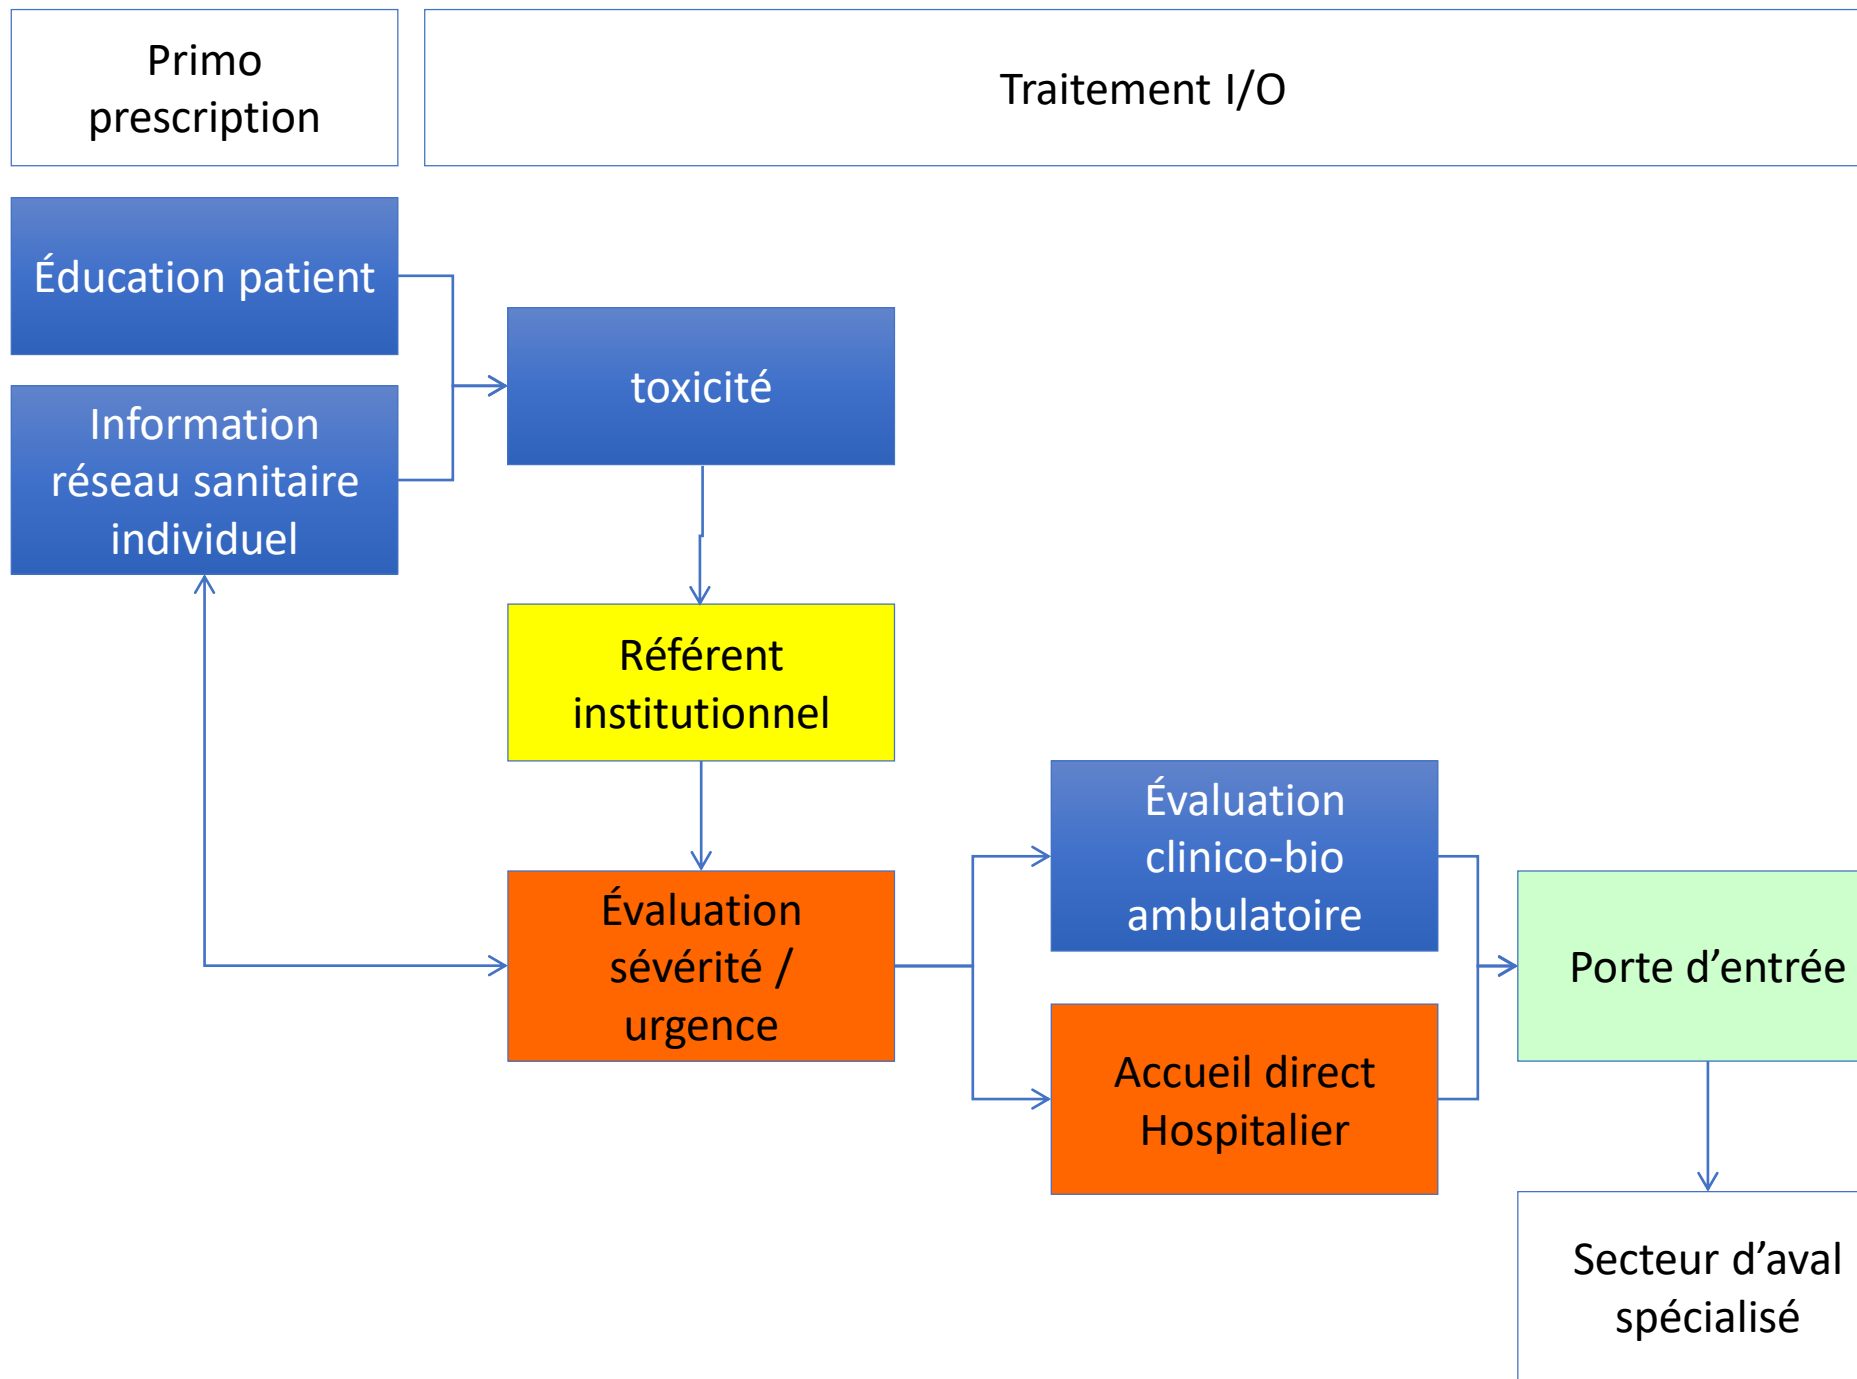 Primo
prescription
Traitement I/O
Éducation patient
Information
réseau sanitaire
individuel
toxicité
Référent
institutionnel
Évaluation
sévérité /
urgence
Évaluation
clinico-bio
ambulatoire
Accueil direct
Hospitalier
Porte d’entrée
Secteur d’aval
spécialisé